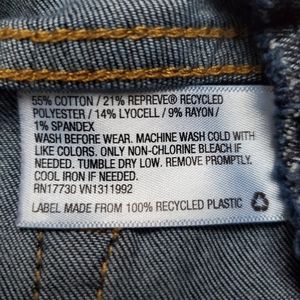 55% COTTON / 21% REPREVE® RECYCLED
POLYESTER / 14% LYOCELL / 9% RAYON /
1% SPANDEX
WASH BEFORE WEAR. MACHINE WASH COLD WITH
LIKE COLORS. ONLY NON-CHLORINE BLEACH IF
NEEDED. TUMBLE DRY LOW. REMOVE PROMPTLY.
COOL IRON IF NEEDED.
RN17730 VN1311992
LABEL MADE FROM 100% RECYCLED PLASTIC